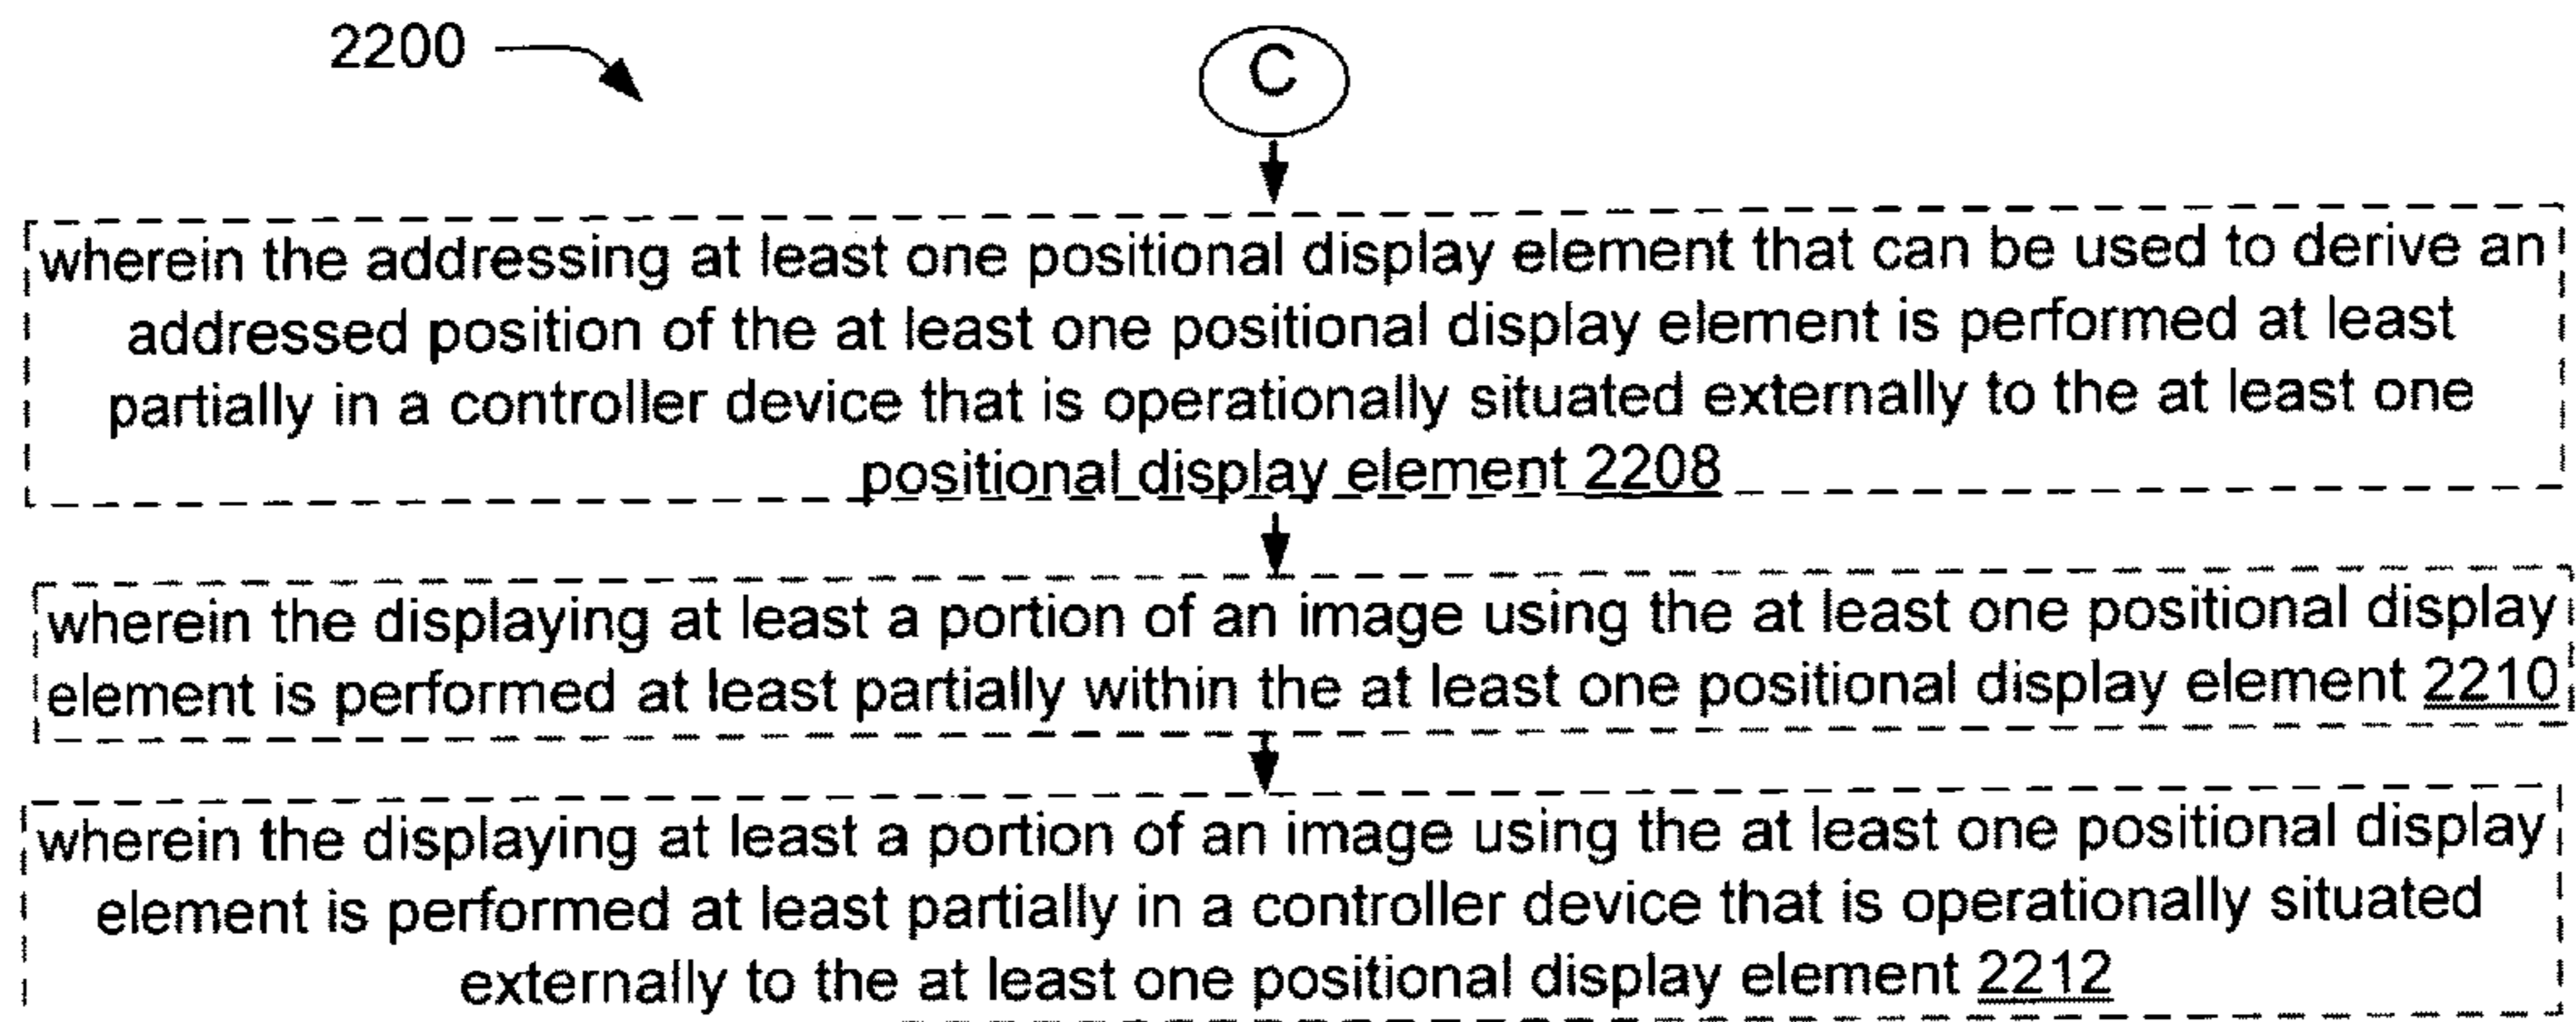 2200
C
wherein the addressing at least one positional display element that can be used to derive an
addressed position of the at least one positional display element is performed at least
partially in a controller device that is operationally situated externally to the at least one
positional display element 2208
wherein the displaying at least a portion of an image using the at least one positional display
element is performed at least partially within the at least one positional display element 2210
wherein the displaying at least a portion of an image using the at least one positional display
element is performed at least partially in a controller device that is operationally situated
externally to the at least one positional display element 2212